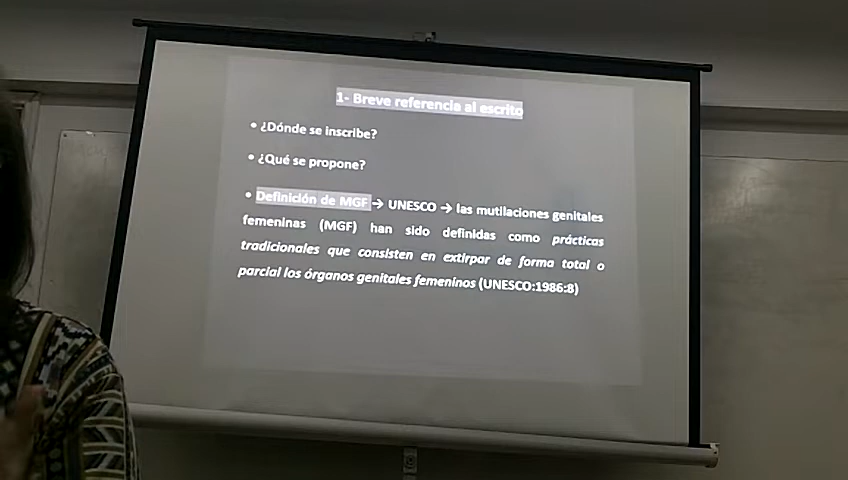 1- Breve referencia al escrito
• ¿Dónde se inscribe?
• ¿Qué se propone?
• Definición de MGF → UNESCO → las mutilaciones genitales
femeninas (MGF) han sido definidas como prácticas
tradicionales que consisten en extirpar de forma total o
parcial los órganos genitales femeninos (UNESCO:1986:8)